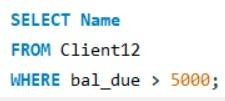 SELECT Name
FROM Client12
WHERE bal_due > 5000;